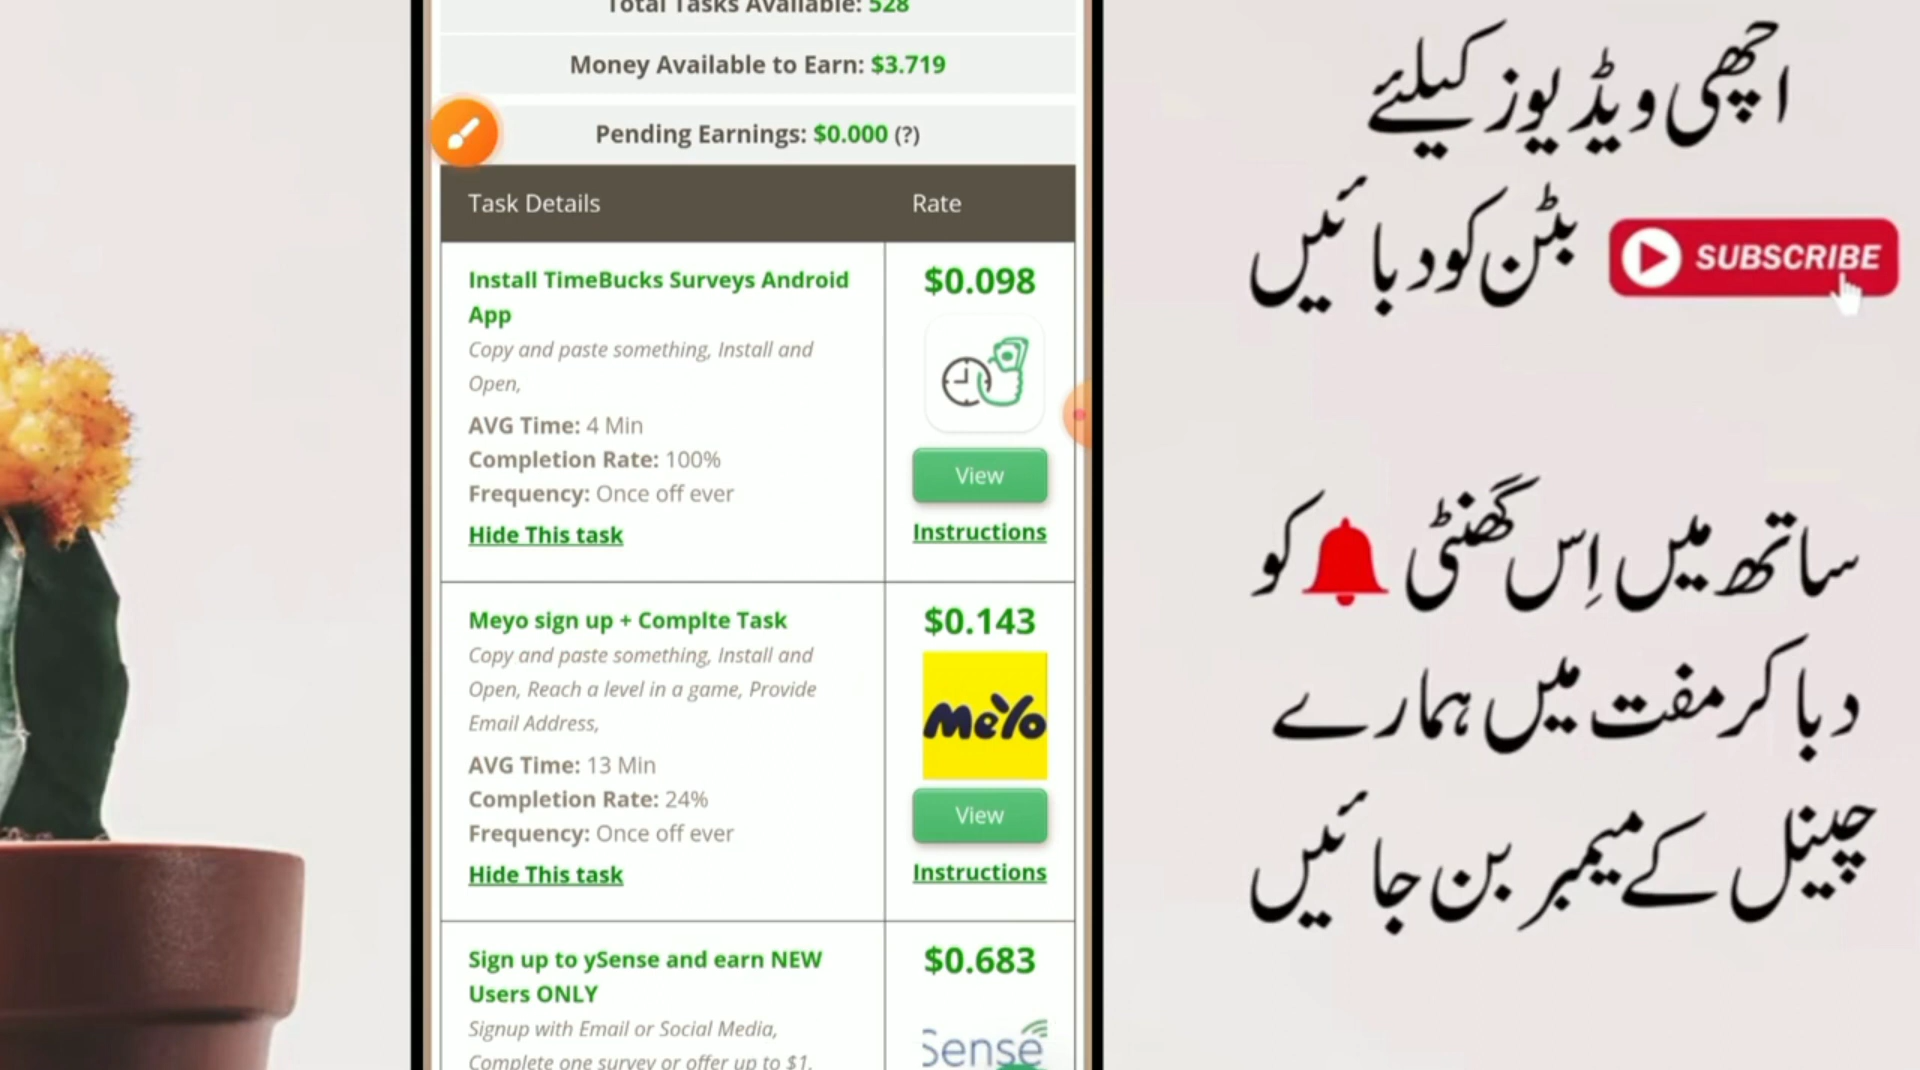 Total Tasks Available: 528
Money Available to Earn: $3.719
Pending Earnings: $0.000 (?)
Task Details
Rate
Install TimeBucks Surveys Android
App
Copy and paste something, Install and
Open,
AVG Time: 4 Min
Completion Rate: 100%
Frequency: Once off ever
Hide This task
$0.098
View
Instructions
Meyo sign up + Complte Task
Copy and paste something, Install and
Open, Reach a level in a game, Provide
Email Address,
AVG Time: 13 Min
Completion Rate: 24%
Frequency: Once off ever
Hide This task
$0.143
MeYo
View
Instructions
Sign up to ySense and earn NEW
Users ONLY
Signup with Email or Social Media,
Complete one survey or offer up to $1.
$0.683
Sense
اچھی ویڈیوز کیلئے
SUBSCRIBE بٹن کو دبائیں
ساتھ میں اِس گھنٹی کو
دبا کر مفت میں ہمارے
چینل کے میمبر بن جائیں